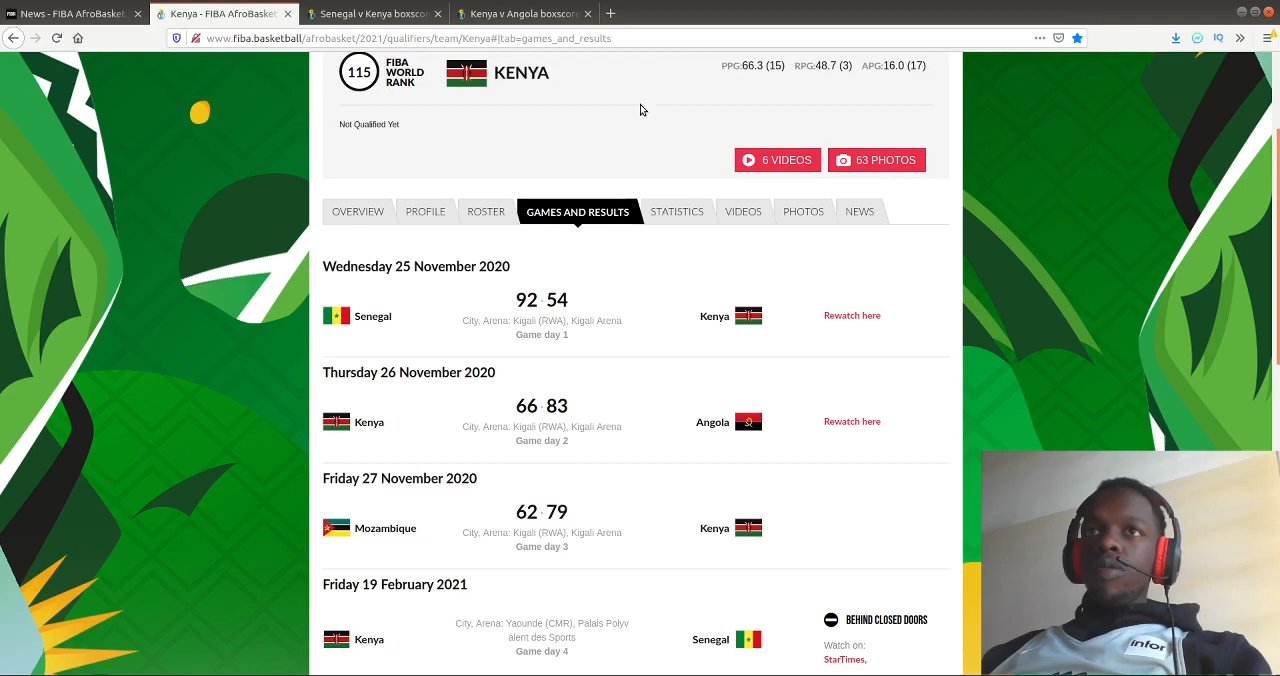 News - FIBA AfroBasket
Kenya - FIBA AfroBasket
Senegal v Kenya boxscor
Kenya v Angola boxscore
www.fiba.basketball/afrobasket/2021/qualifiers/team/Kenya#|tab=games_and_results
IQ
115
FIBA
WORLD
RANK
KENYA
PPG:66.3 (15) RPG:48.7 (3) APG:16.0 (17)
Not Qualified Yet
6 VIDEOS
63 PHOTOS
OVERVIEW PROFILE ROSTER GAMES AND RESULTS STATISTICS VIDEOS PHOTOS NEWS
Wednesday 25 November 2020
92 · 54
Senegal
City, Arena: Kigali (RWA), Kigali Arena
Game day 1
Kenya
Rewatch here
Thursday 26 November 2020
66 · 83
Kenya
City, Arena: Kigali (RWA), Kigali Arena
Game day 2
Angola
Rewatch here
Friday 27 November 2020
62 · 79
Mozambique
City, Arena: Kigali (RWA), Kigali Arena
Game day 3
Kenya
Friday 19 February 2021
Kenya
City, Arena: Yaounde (CMR), Palais Polyv
alent des Sports
Game day 4
Senegal
BEHIND CLOSED DOORS
Watch on:
StarTimes,
infor